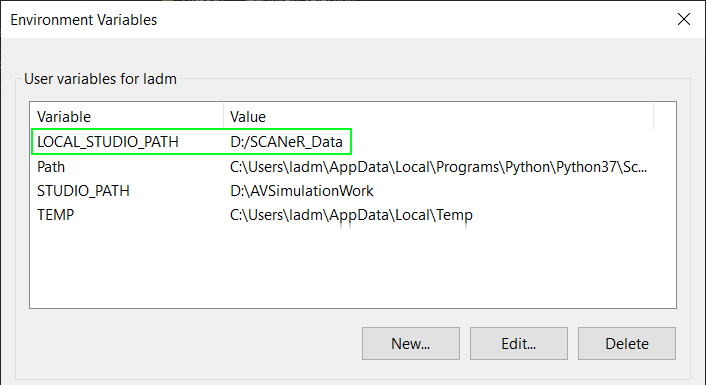 Environment Variables
User variables for ladm
Variable Value
LOCAL_STUDIO_PATH D:/SCANeR_Data
Path C:\Users\ladm\AppData\Local\Programs\Python\Python37\Sc...
STUDIO_PATH D:\AVSimulationWork
TEMP C:\Users\ladm\AppData\Local\Temp
New... Edit... Delete